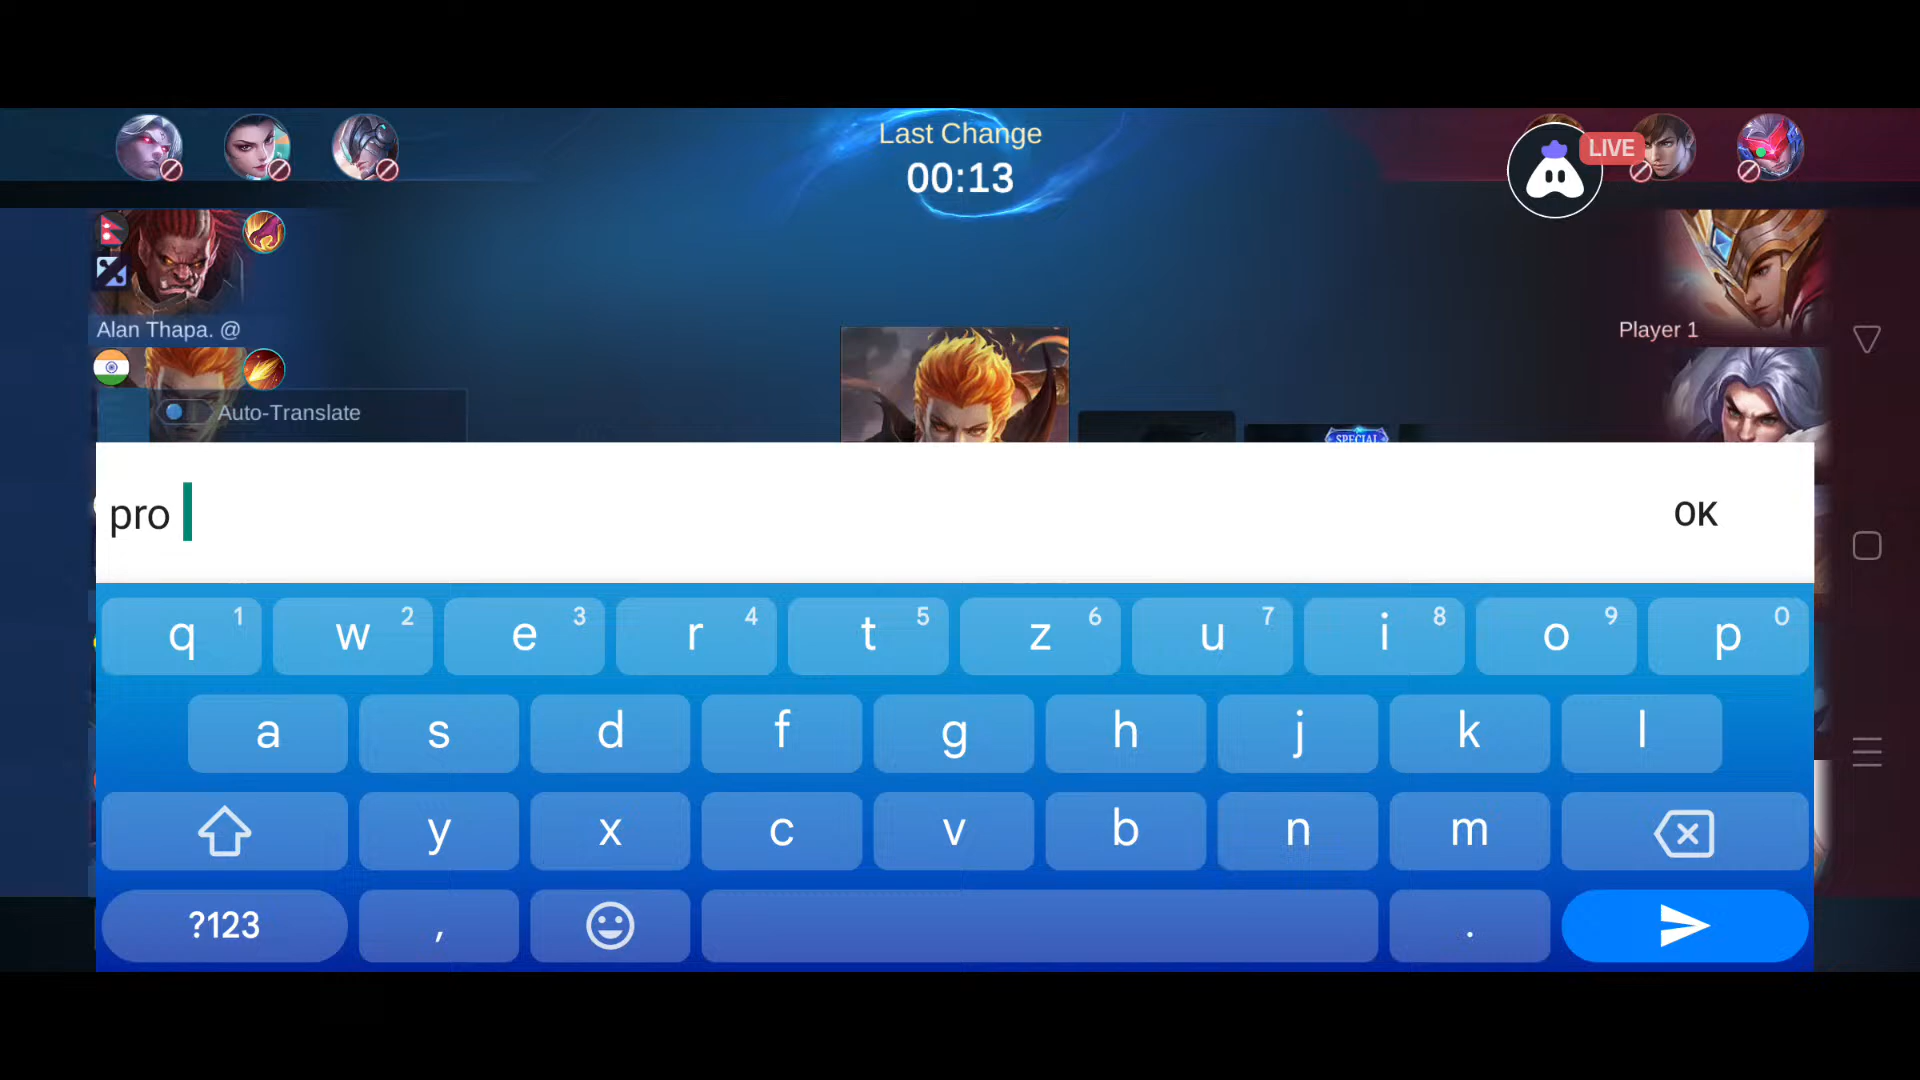 Last Change
00:13
LIVE
Alan Thapa. @
Player 1
Auto-Translate
SPECIAL
pro
OK
q 1 w 2 e 3 r 4 t 5 z 6 u 7 i 8 o 9 p 0
a s d f g h j k l
y x c v b n m
?123 , .